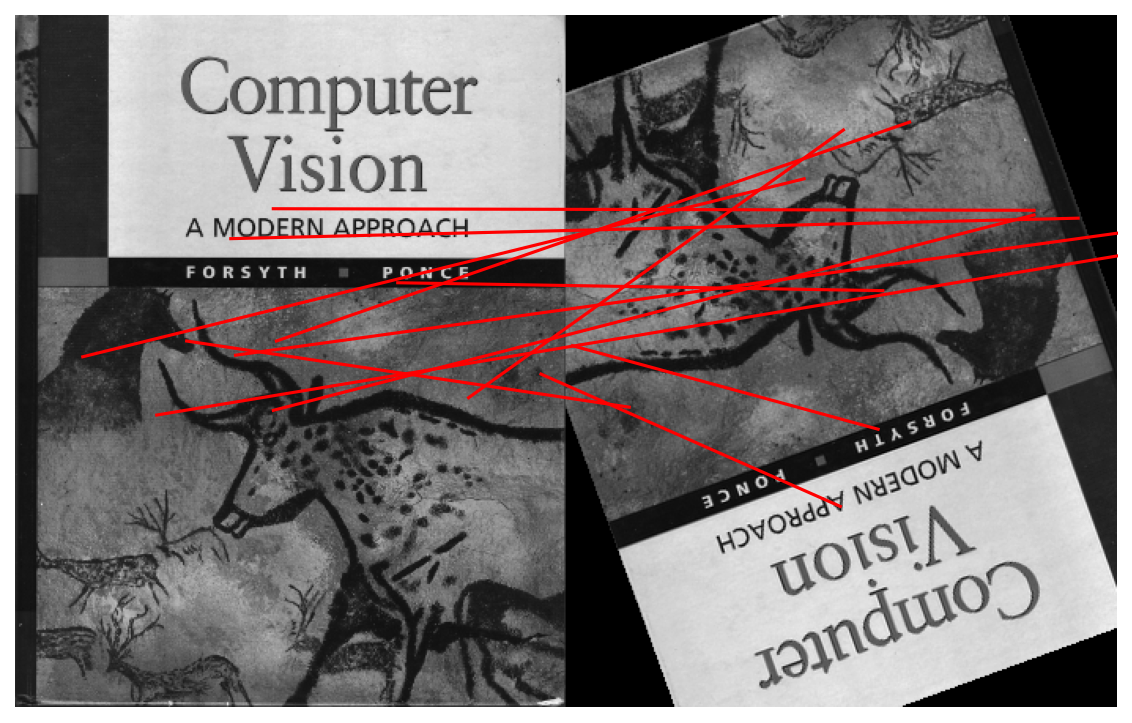 Computer
Vision
A MODERN APPROACH
FORSYTH ■ PONCE
FORSYTH ■ PONCE
A MODERN APPROACH
Vision
Computer